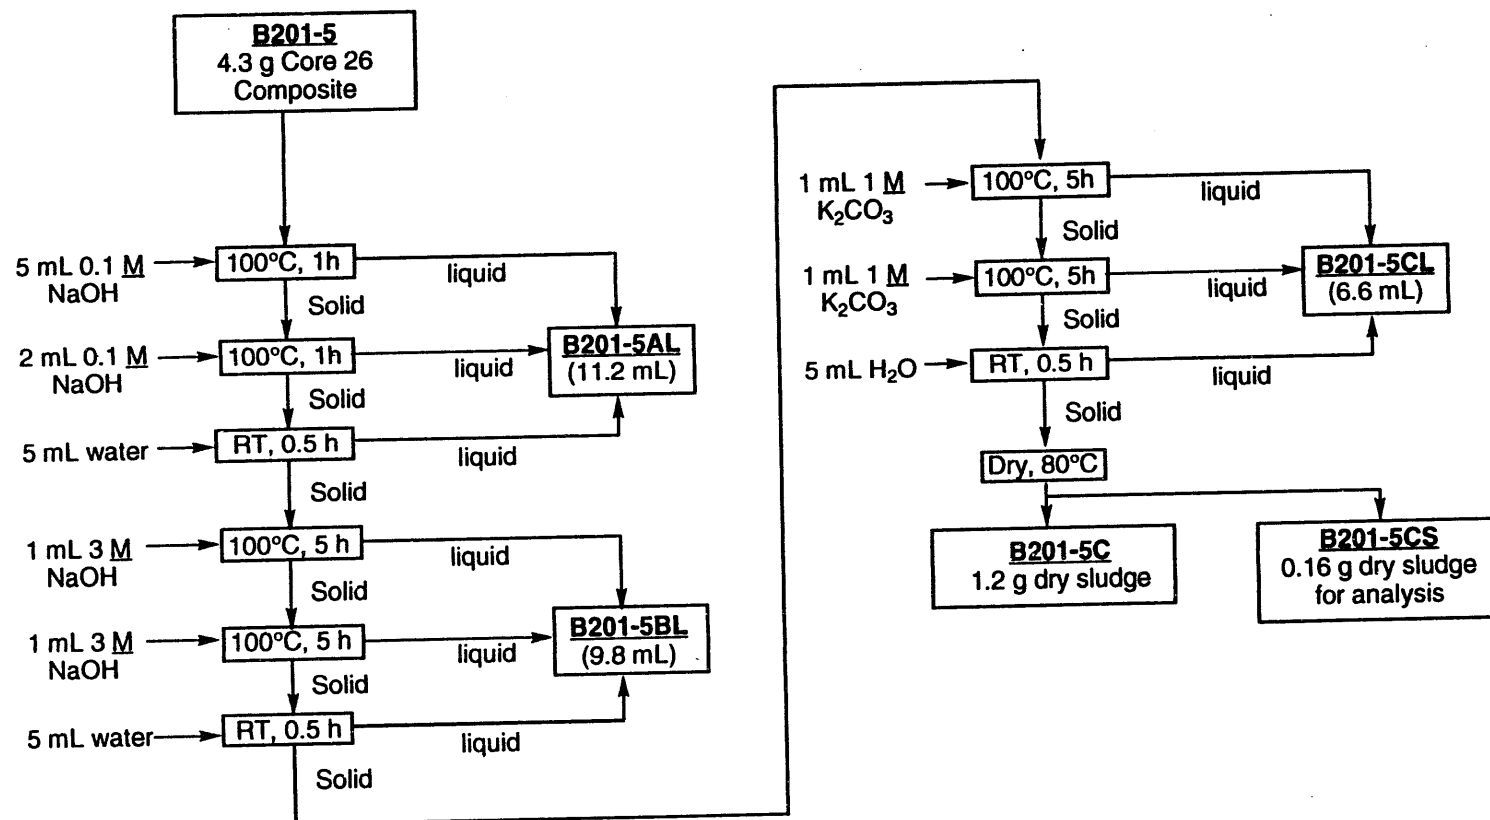 B201-5
4.3 g Core 26
Composite
5 mL 0.1 M
NaOH
100°C, 1h
liquid
Solid
2 mL 0.1 M
NaOH
100°C, 1h
liquid
B201-5AL
(11.2 mL)
Solid
5 mL water
RT, 0.5 h
liquid
Solid
1 mL 3 M
NaOH
100°C, 5 h
liquid
Solid
1 mL 3 M
NaOH
100°C, 5 h
liquid
B201-5BL
(9.8 mL)
Solid
5 mL water
RT, 0.5 h
liquid
Solid
1 mL 1 M
K₂CO₃
100°C, 5h
liquid
Solid
1 mL 1 M
K₂CO₃
100°C, 5h
liquid
B201-5CL
(6.6 mL)
Solid
5 mL H₂O
RT, 0.5 h
liquid
Solid
Dry, 80°C
B201-5C
1.2 g dry sludge
B201-5CS
0.16 g dry sludge
for analysis